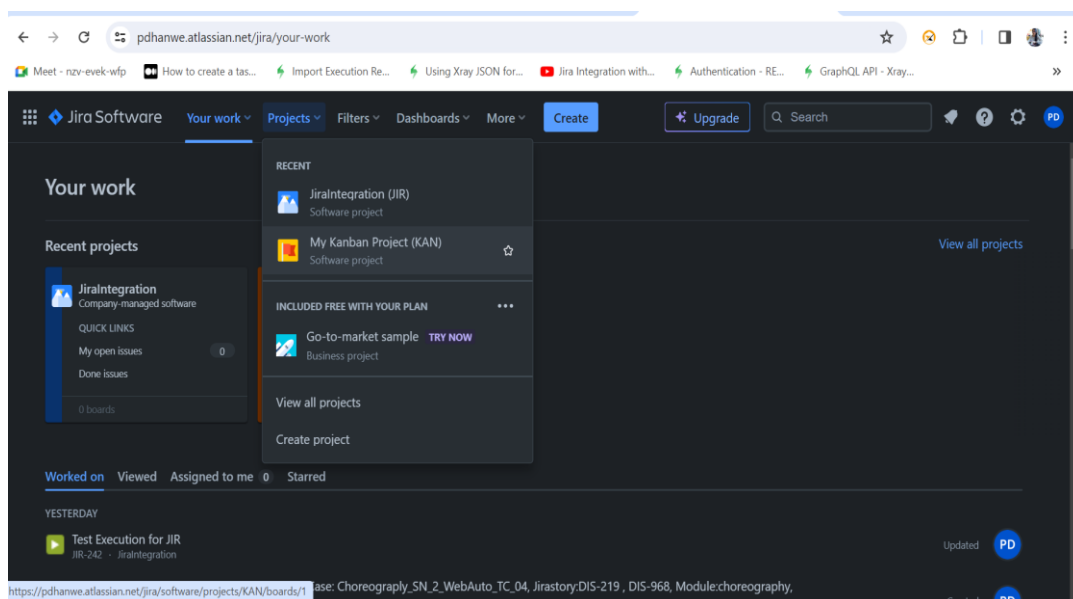 pdhanwe.atlassian.net/jira/your-work
Meet - nzv-evek-wfp How to create a tas... Import Execution Re... Using Xray JSON for... Jira Integration with... Authentication - RE... GraphQL API - Xray... »
Jira Software Your work Projects Filters Dashboards More Create Upgrade Search PD
RECENT
JiraIntegration (JIR)
Software project
My Kanban Project (KAN)
Software project
INCLUDED FREE WITH YOUR PLAN
Go-to-market sample TRY NOW
Business project
View all projects
Create project
Your work
Recent projects View all projects
JiraIntegration
Company-managed software
QUICK LINKS
My open issues 0
Done issues
0 boards
Worked on Viewed Assigned to me 0 Starred
YESTERDAY
Test Execution for JIR
JIR-242 · JiraIntegration Updated PD
ase: Choreograply_SN_2_WebAuto_TC_04, Jirastory:DIS-219 , DIS-968, Module:choreography,
https://pdhanwe.atlassian.net/jira/software/projects/KAN/boards/1
PD